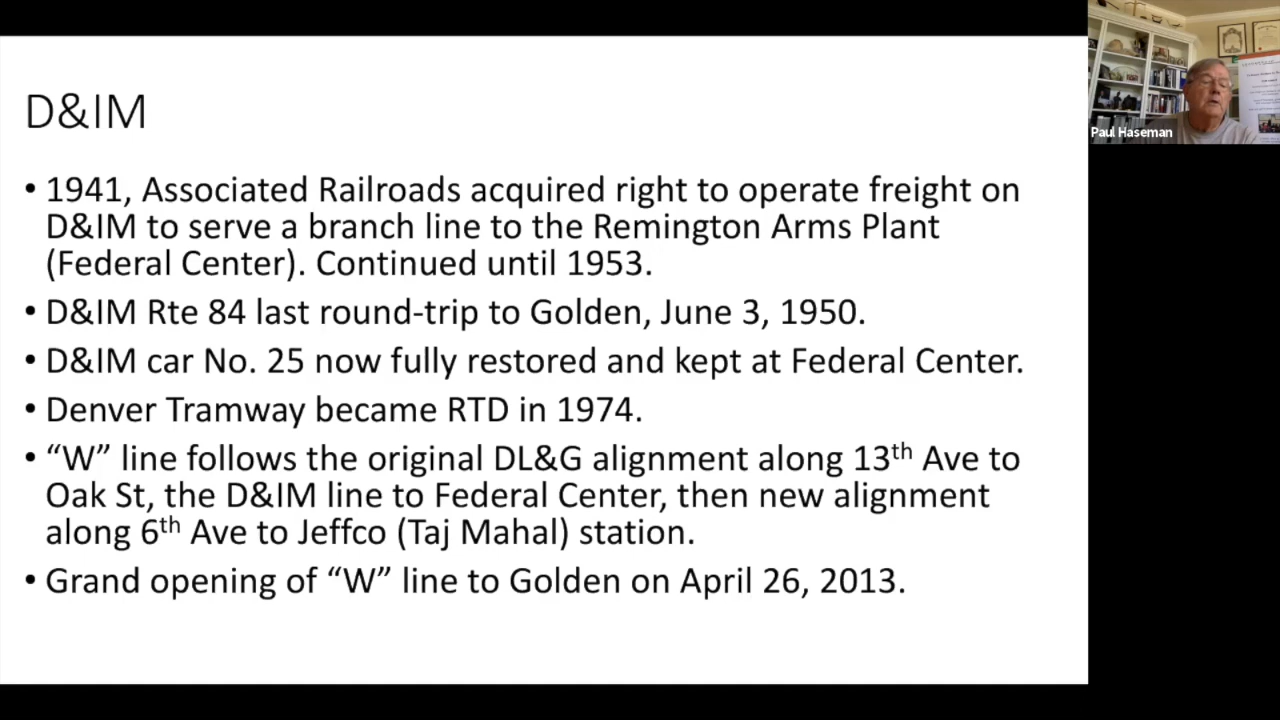 D&IM
• 1941, Associated Railroads acquired right to operate freight on
D&IM to serve a branch line to the Remington Arms Plant
(Federal Center). Continued until 1953.
• D&IM Rte 84 last round-trip to Golden, June 3, 1950.
• D&IM car No. 25 now fully restored and kept at Federal Center.
• Denver Tramway became RTD in 1974.
• “W” line follows the original DL&G alignment along 13th Ave to
Oak St, the D&IM line to Federal Center, then new alignment
along 6th Ave to Jeffco (Taj Mahal) station.
• Grand opening of “W” line to Golden on April 26, 2013.
Paul Haseman